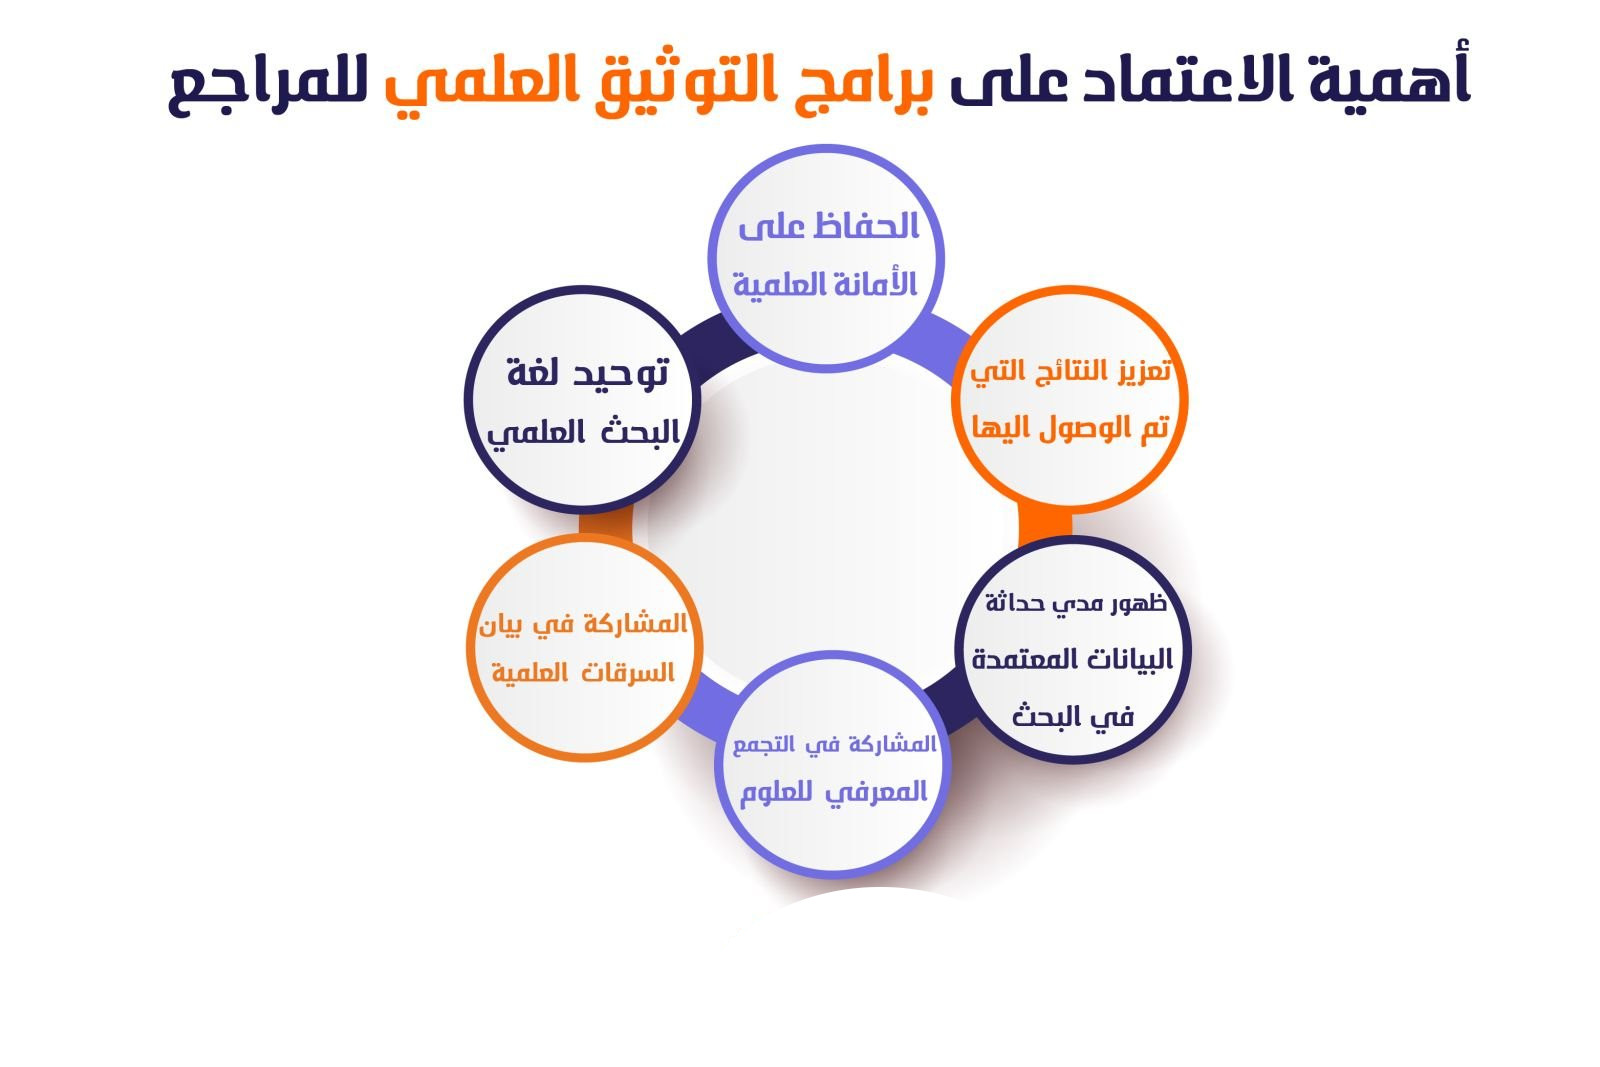 أهمية الاعتماد على برامج التوثيق العلمي للمراجع
الحفاظ على
الأمانة العلمية
تعزيز النتائج التي
تم الوصول اليها
ظهور مدي حداثة
البيانات المعتمدة
في البحث
المشاركة في التجمع
المعرفي للعلوم
المشاركة في بيان
السرقات العلمية
توحيد لغة
البحث العلمي